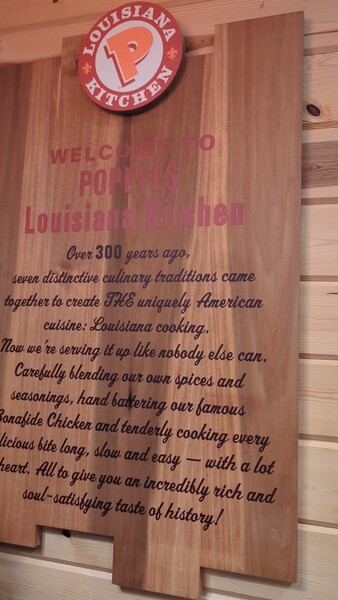 LOUISIANA
P
KITCHEN
WELCOME TO
POPEYES
Louisiana Kitchen
Over 300 years ago,
seven distinctive culinary traditions came
together to create THE uniquely American
cuisine: Louisiana cooking.
Now we're serving it up like nobody else can.
Carefully blending our own spices and
seasonings, hand battering our famous
Bonafide Chicken and tenderly cooking every
licious bite long, slow and easy — with a lot
heart. All to give you an incredibly rich and
soul-satisfying taste of history!